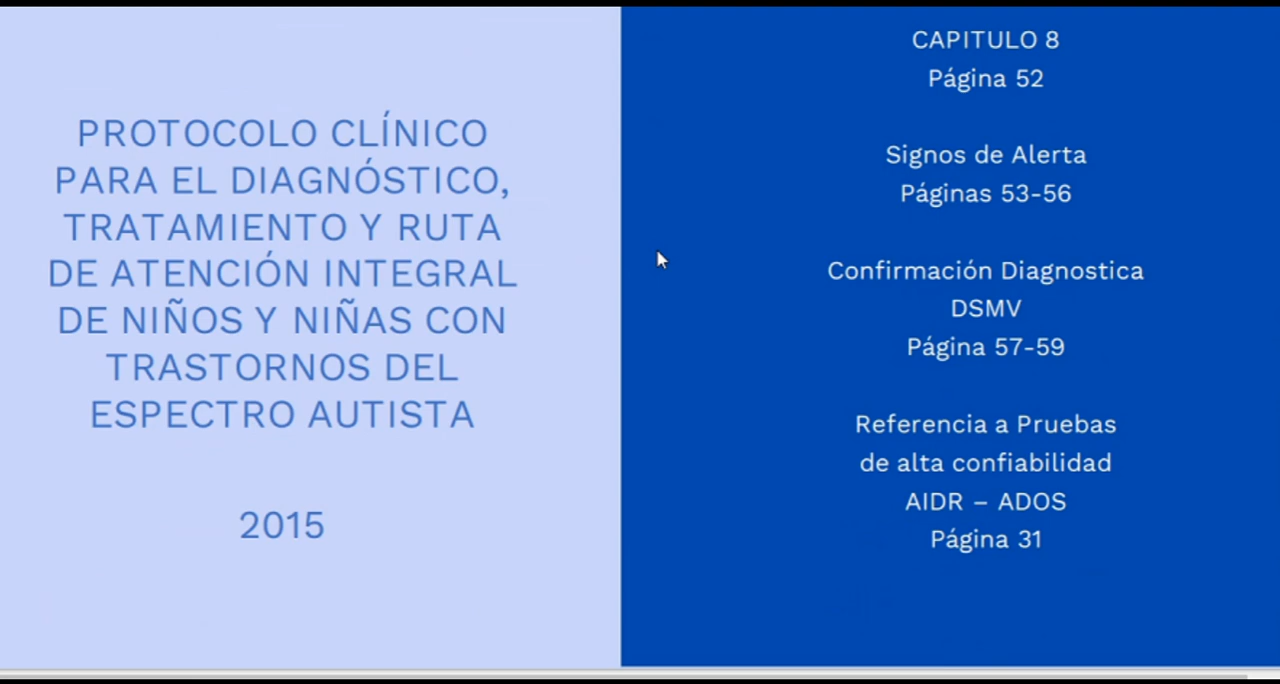 PROTOCOLO CLÍNICO
PARA EL DIAGNÓSTICO,
TRATAMIENTO Y RUTA
DE ATENCIÓN INTEGRAL
DE NIÑOS Y NIÑAS CON
TRASTORNOS DEL
ESPECTRO AUTISTA
2015
CAPITULO 8
Página 52
Signos de Alerta
Páginas 53-56
Confirmación Diagnostica
DSMV
Página 57-59
Referencia a Pruebas
de alta confiabilidad
AIDR – ADOS
Página 31